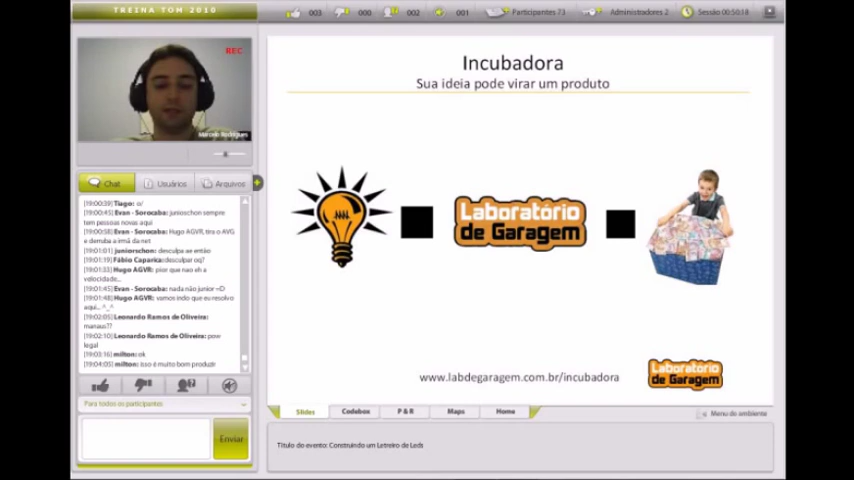 TREINA TOM 2010
003
000
002
001
Participantes 73
Administradores 2
Sessão 00:50:18
REC
Marcelo Rodrigues
Chat
Usuários
Arquivos
[19:00:39] Tiago: o/
[19:00:45] Evan - Sorocaba: juniorschon sempre
tem pessoas novas aqui
[19:00:58] Evan - Sorocaba: Hugo AGVR, tira o AVG
e derruba a irmã da net
[19:01:01] juniorschon: desculpa ae então
[19:01:19] Fábio Caparica: desculpar oq?
[19:01:33] Hugo AGVR: pior que nao eh a
velocidade...
[19:01:45] Evan - Sorocaba: nada não júnior =D
[19:01:48] Hugo AGVR: vamos indo que eu resolvo
aqui... ^_^
[19:02:05] Leonardo Ramos de Oliveira:
manaus??
[19:02:10] Leonardo Ramos de Oliveira: pow
legal
[19:03:16] milton: ok
[19:04:05] milton: isso é muito bom produzir
Para todos os participantes
Enviar
Incubadora
Sua ideia pode virar um produto
Laboratório
de Garagem
www.labdegaragem.com.br/incubadora
Laboratório
de Garagem
Slides
Codebox
P & R
Maps
Home
Menu do ambiente
Título do evento: Construindo um Letreiro de Leds